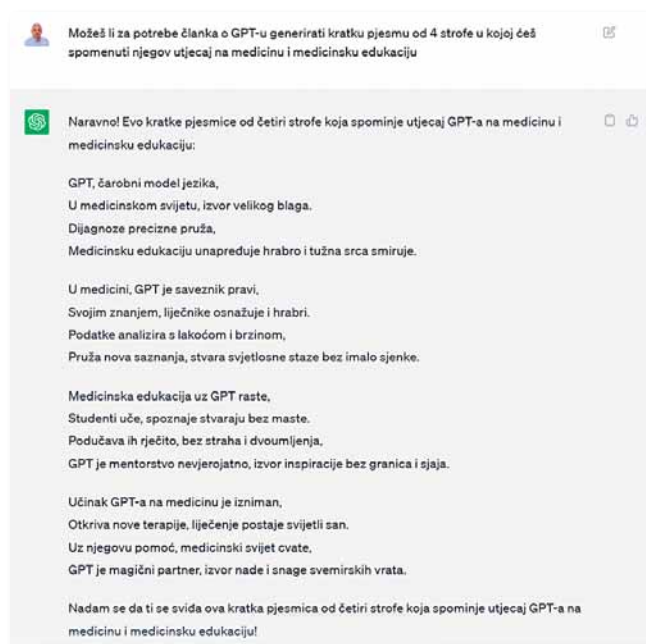 Možeš li za potrebe članka o GPT-u generirati kratku pjesmu od 4 strofe u kojoj ćeš
spomenuti njegov utjecaj na medicinu i medicinsku edukaciju
Naravno! Evo kratke pjesmice od četiri strofe koja spominje utjecaj GPT-a na medicinu i
medicinsku edukaciju:
GPT, čarobni model jezika,
U medicinskom svijetu, izvor velikog blaga.
Dijagnoze precizne pruža,
Medicinsku edukaciju unapređuje hrabro i tužna srca smiruje.
U medicini, GPT je saveznik pravi,
Svojim znanjem, liječnike osnažuje i hrabri.
Podatke analizira s lakoćom i brzinom,
Pruža nova saznanja, stvara svjetlosne staze bez imalo sjenke.
Medicinska edukacija uz GPT raste,
Studenti uče, spoznaje stvaraju bez maste.
Podučava ih rječito, bez straha i dvoumljenja,
GPT je mentorstvo nevjerojatno, izvor inspiracije bez granica i sjaja.
Učinak GPT-a na medicinu je izniman,
Otkriva nove terapije, liječenje postaje svijetli san.
Uz njegovu pomoć, medicinski svijet cvate,
GPT je magični partner, izvor nade i snage svemirskih vrata.
Nadam se da ti se sviđa ova kratka pjesmica od četiri strofe koja spominje utjecaj GPT-a na
medicinu i medicinsku edukaciju!